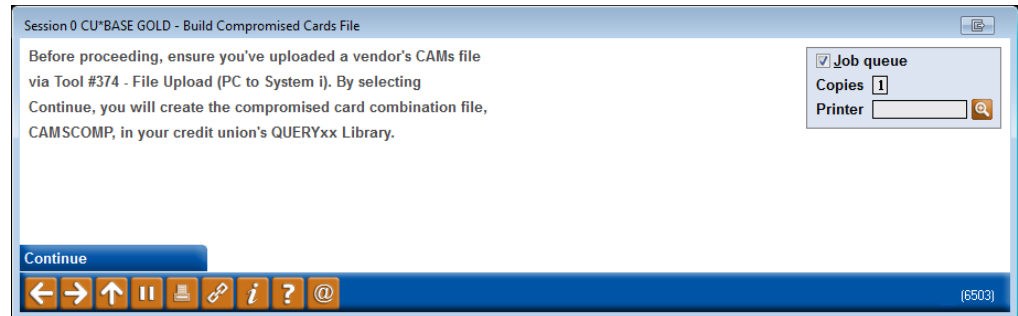 Session 0 CU*BASE GOLD - Build Compromised Cards File
Before proceeding, ensure you've uploaded a vendor's CAMs file
via Tool #374 - File Upload (PC to System i). By selecting
Continue, you will create the compromised card combination file,
CAMSCOMP, in your credit union's QUERYxx Library.
Job queue
Copies 1
Printer
Continue
i ? @
(6503)